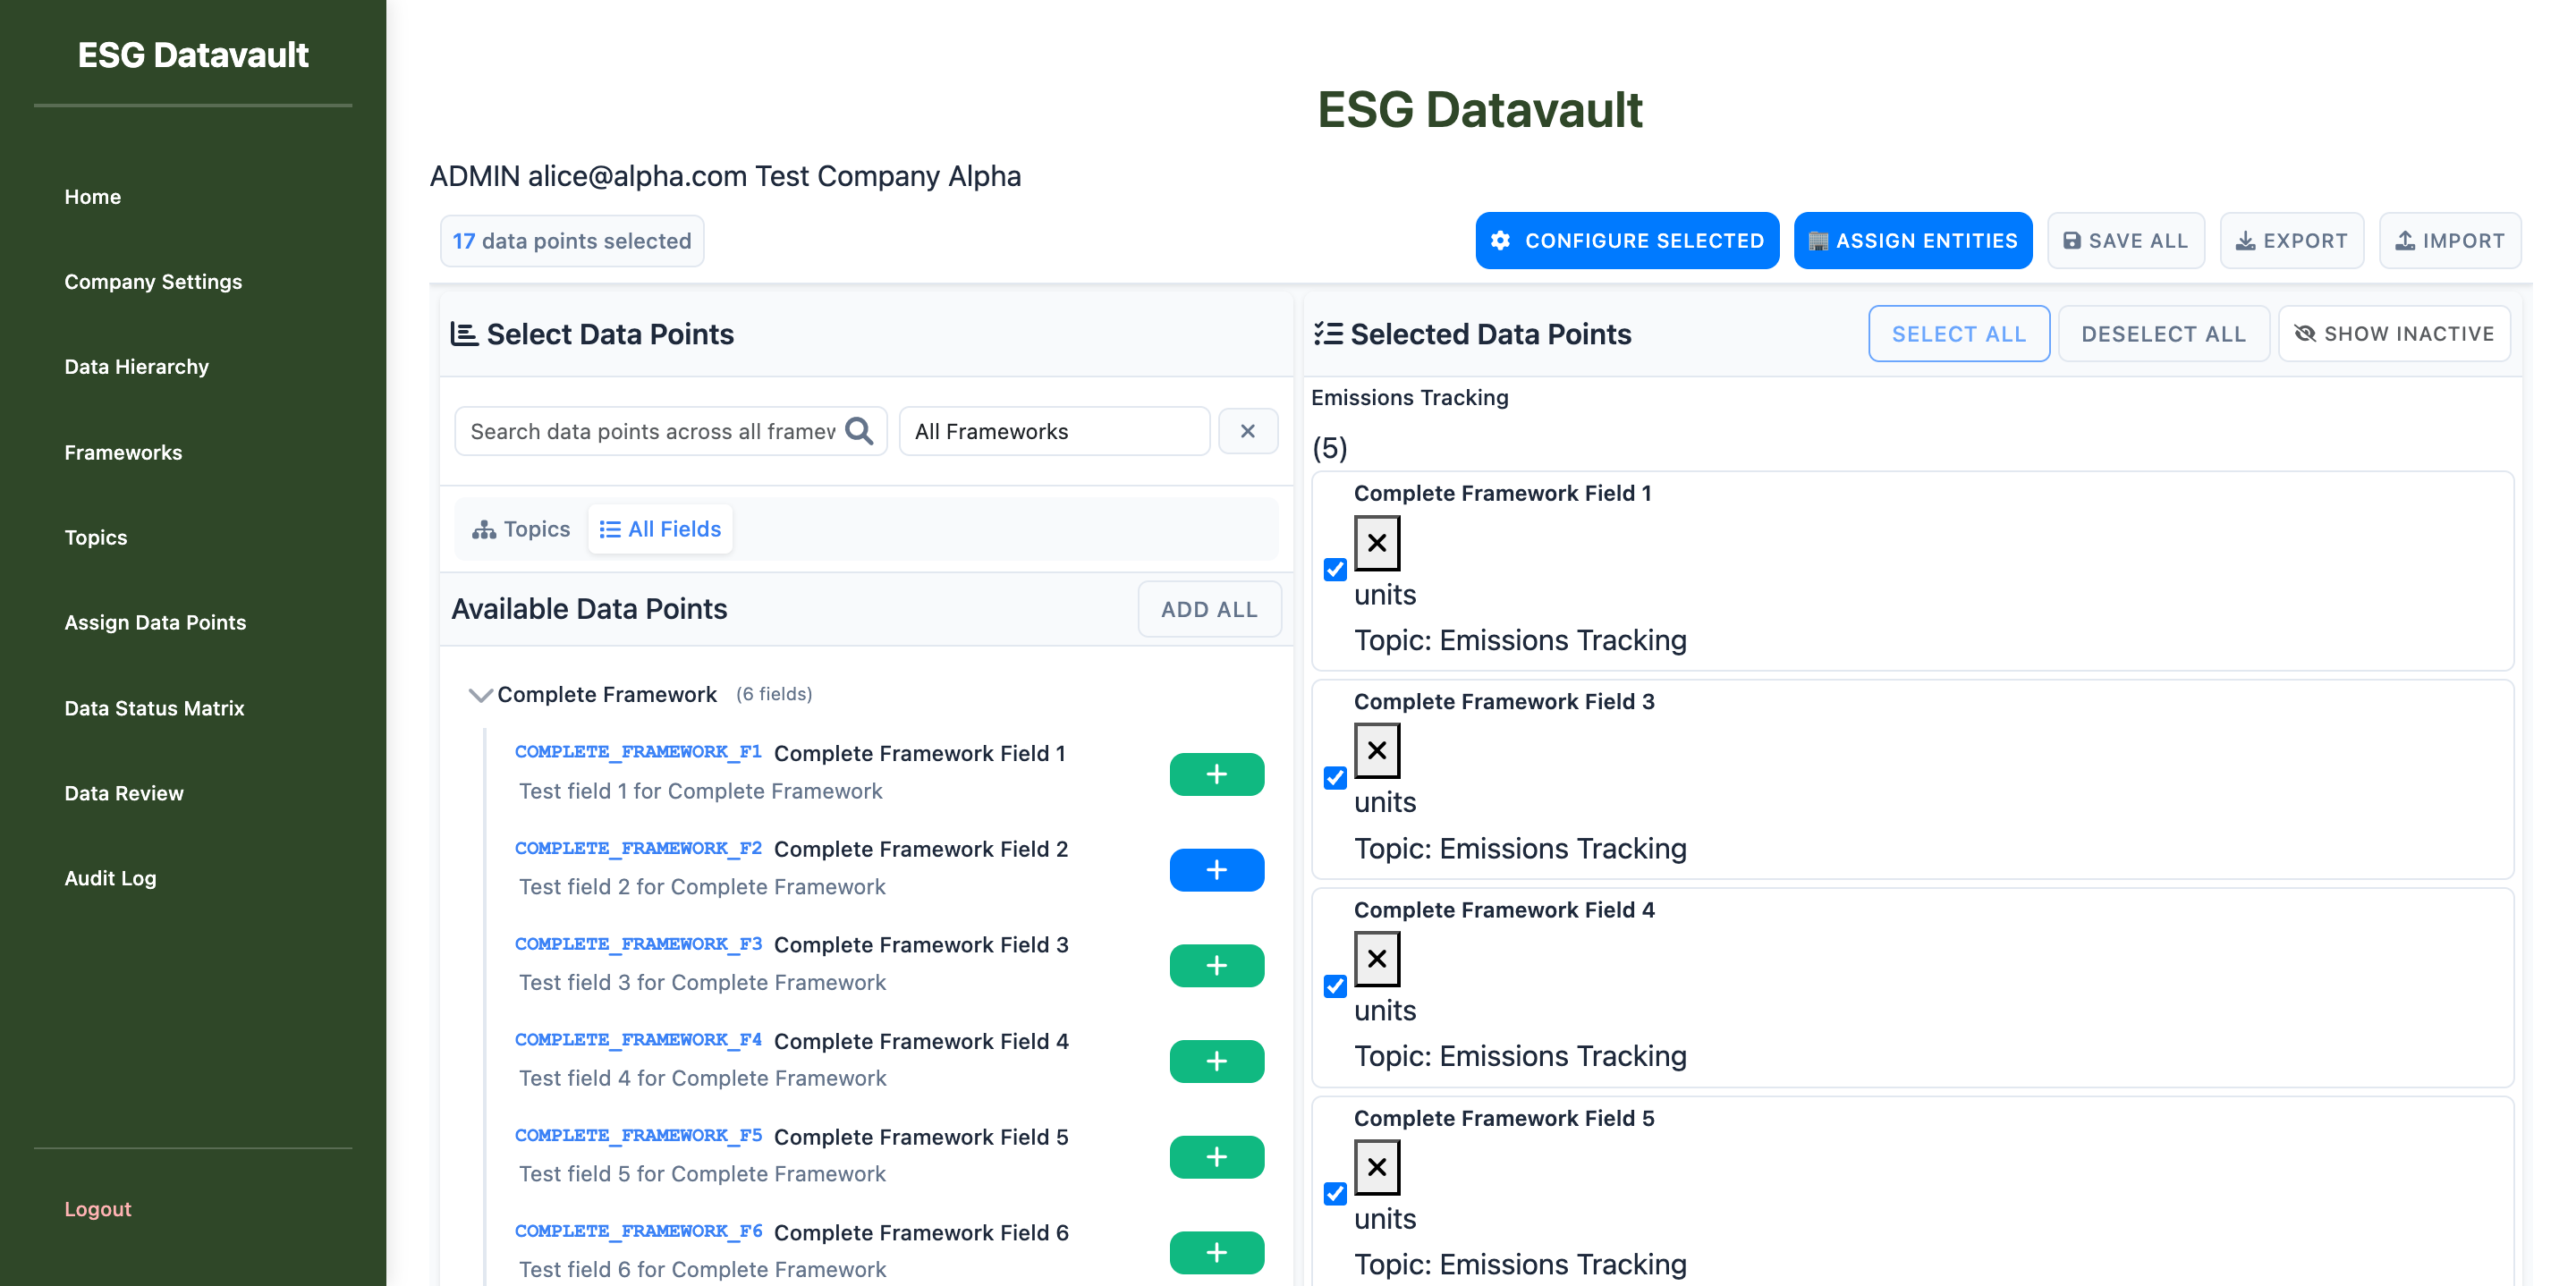 ESG Datavault
Home
Company Settings
Data Hierarchy
Frameworks
Topics
Assign Data Points
Data Status Matrix
Data Review
Audit Log
Logout
ESG Datavault
ADMIN alice@alpha.com Test Company Alpha
17 data points selected
CONFIGURE SELECTED
ASSIGN ENTITIES
SAVE ALL
EXPORT
IMPORT
Select Data Points
Search data points across all framew
All Frameworks
Topics
All Fields
Available Data Points
ADD ALL
Complete Framework (6 fields)
COMPLETE_FRAMEWORK_F1 Complete Framework Field 1
Test field 1 for Complete Framework
COMPLETE_FRAMEWORK_F2 Complete Framework Field 2
Test field 2 for Complete Framework
COMPLETE_FRAMEWORK_F3 Complete Framework Field 3
Test field 3 for Complete Framework
COMPLETE_FRAMEWORK_F4 Complete Framework Field 4
Test field 4 for Complete Framework
COMPLETE_FRAMEWORK_F5 Complete Framework Field 5
Test field 5 for Complete Framework
COMPLETE_FRAMEWORK_F6 Complete Framework Field 6
Test field 6 for Complete Framework
Selected Data Points
SELECT ALL
DESELECT ALL
SHOW INACTIVE
Emissions Tracking
(5)
Complete Framework Field 1
units
Topic: Emissions Tracking
Complete Framework Field 3
units
Topic: Emissions Tracking
Complete Framework Field 4
units
Topic: Emissions Tracking
Complete Framework Field 5
units
Topic: Emissions Tracking